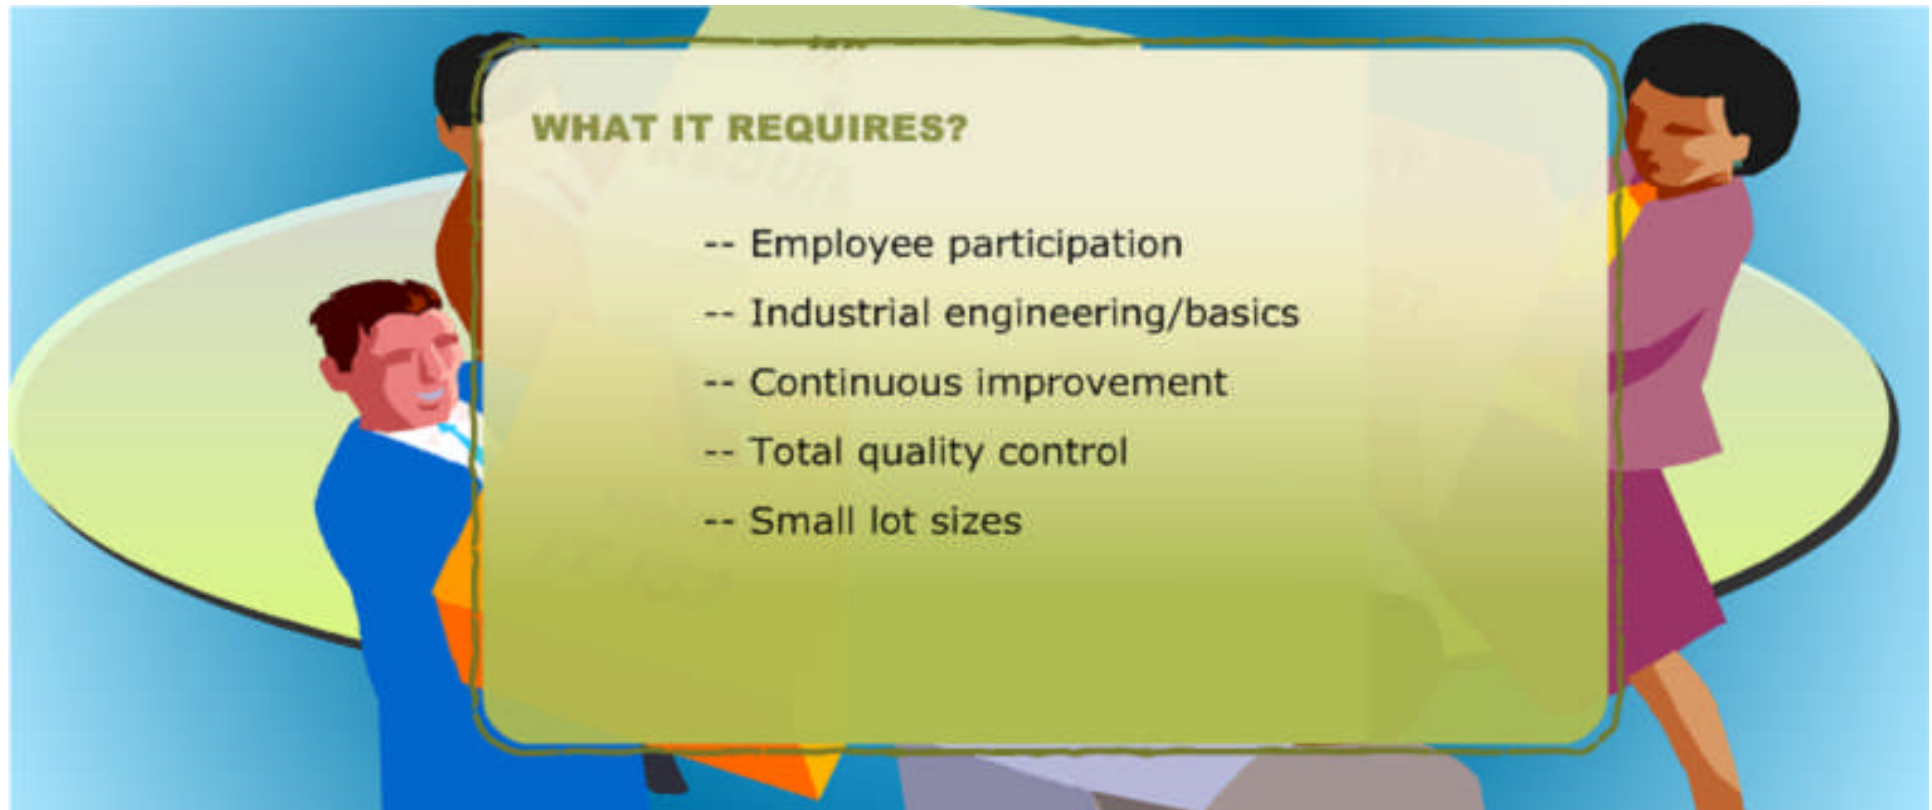 WHAT IT REQUIRES?
-- Employee participation
-- Industrial engineering/basics
-- Continuous improvement
-- Total quality control
-- Small lot sizes